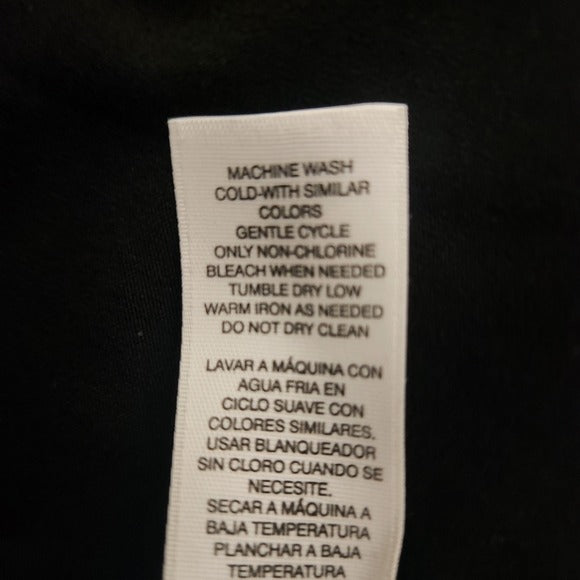 MACHINE WASH
COLD-WITH SIMILAR
COLORS
GENTLE CYCLE
ONLY NON-CHLORINE
BLEACH WHEN NEEDED
TUMBLE DRY LOW
WARM IRON AS NEEDED
DO NOT DRY CLEAN
LAVAR A MÁQUINA CON
AGUA FRIA EN
CICLO SUAVE CON
COLORES SIMILARES.
USAR BLANQUEADOR
SIN CLORO CUANDO SE
NECESITE.
SECAR A MÁQUINA A
BAJA TEMPERATURA
PLANCHAR A BAJA
TEMPERATURA